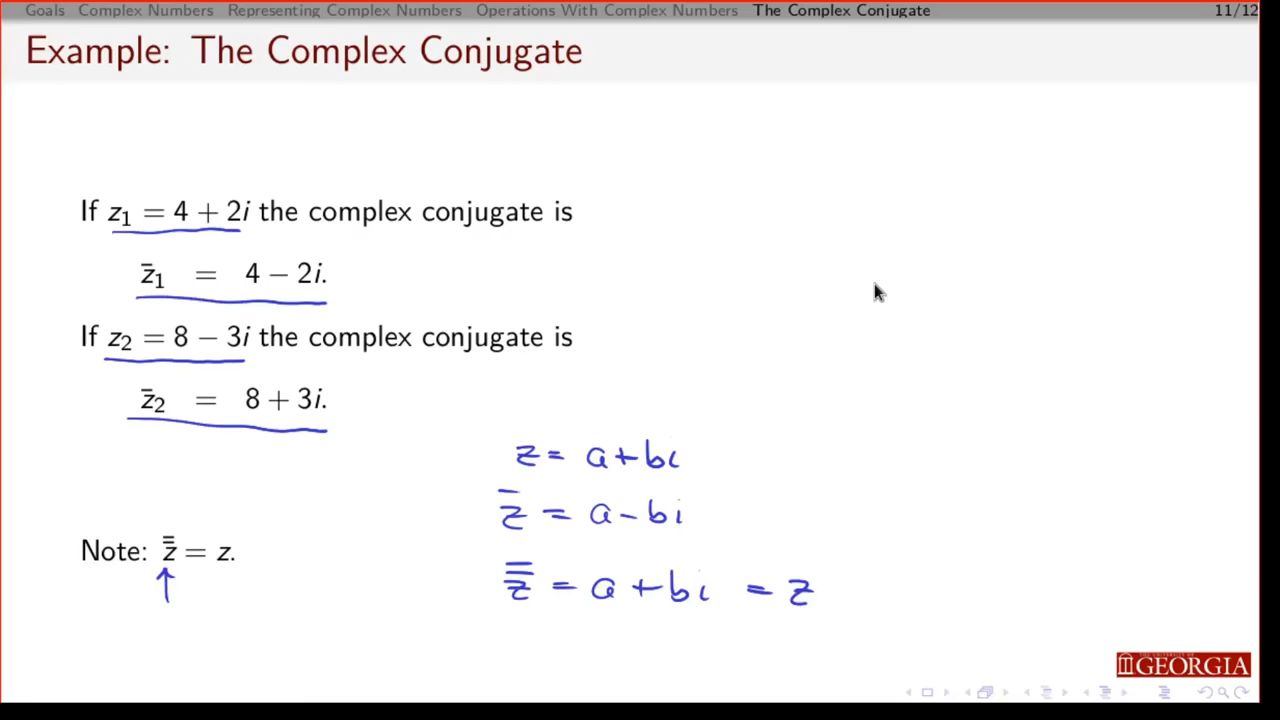 Goals Complex Numbers Representing Complex Numbers Operations With Complex Numbers The Complex Conjugate 11/12
Example: The Complex Conjugate
If z₁ = 4 + 2i the complex conjugate is
z̄₁ = 4 − 2i.
If z₂ = 8 − 3i the complex conjugate is
z̄₂ = 8 + 3i.
z = a + bi
z̄ = a − bi
Note: z̿ = z.
z̿ = a + bi = z
GEORGIA